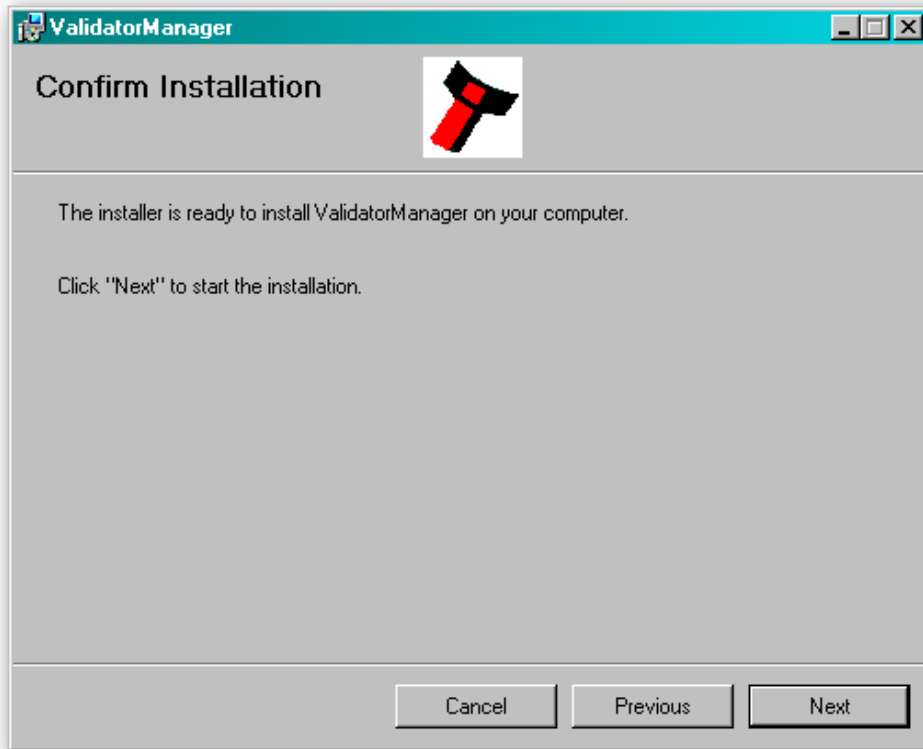 ValidatorManager
Confirm Installation
The installer is ready to install ValidatorManager on your computer.
Click "Next" to start the installation.
Cancel Previous Next